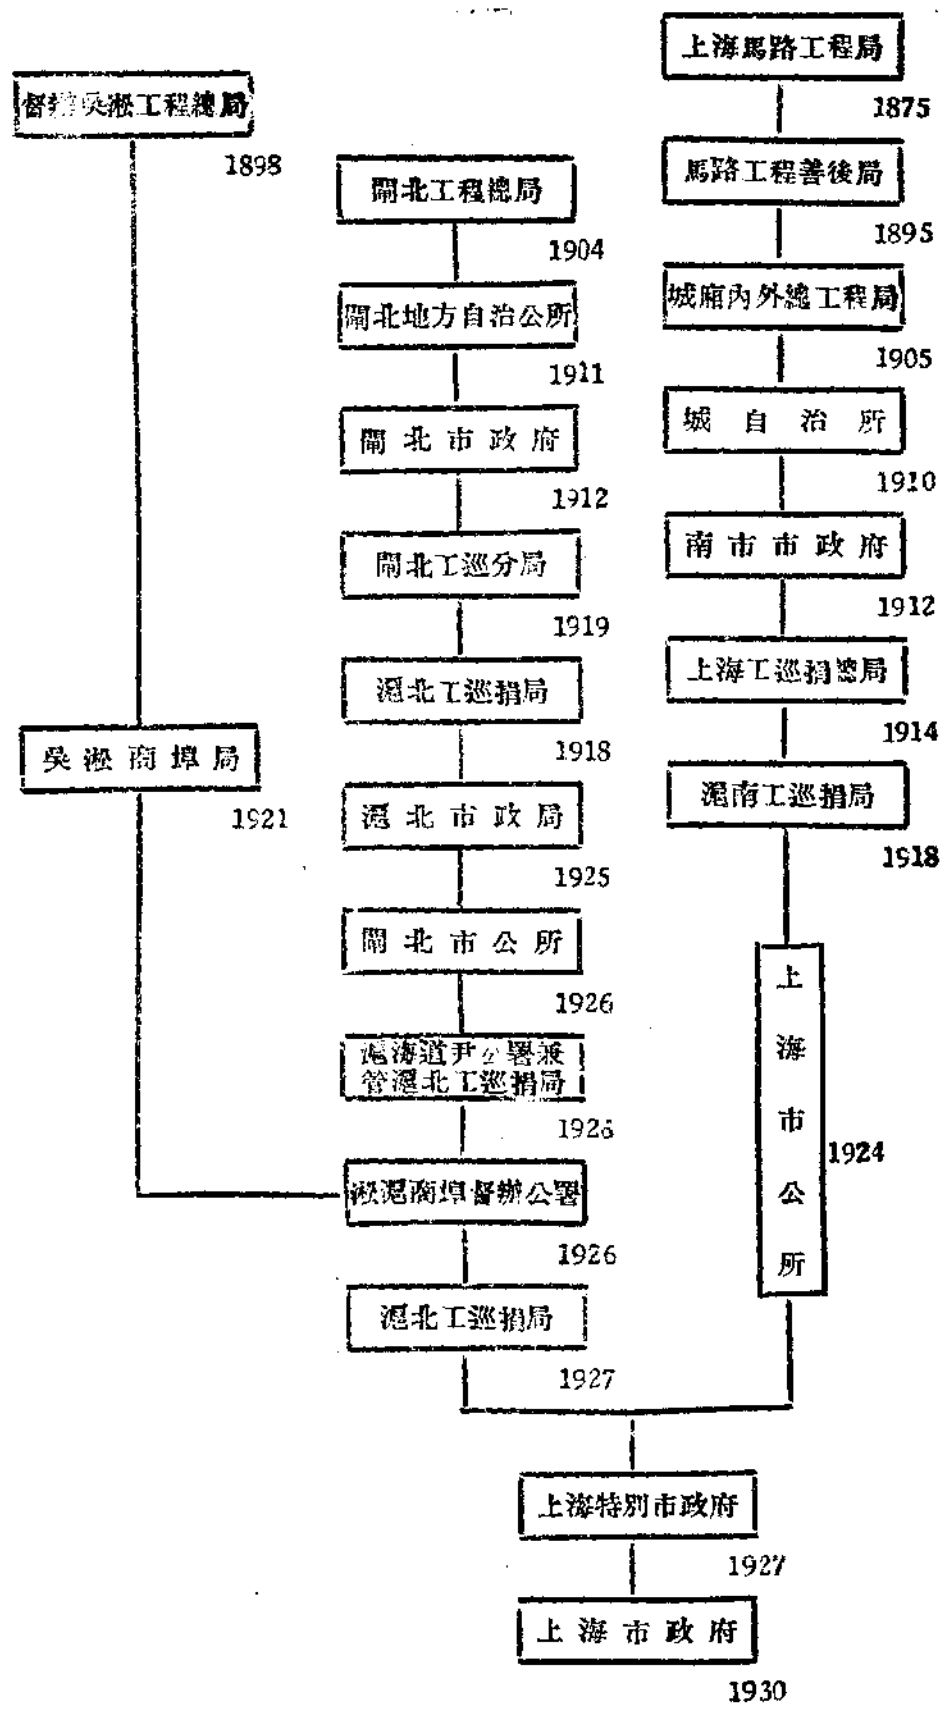 督辦吳淞工程總局
1898
吳淞商埠局
1921
閘北工程總局
1904
閘北地方自治公所
1911
閘北市政府
1912
閘北工巡分局
1919
滬北工巡捐局
1918
滬北市政局
1925
閘北市公所
1926
滬海道尹公署兼
管滬北工巡捐局
1926
淞滬商埠督辦公署
1926
滬北工巡捐局
1927
上海馬路工程局
1875
馬路工程善後局
1895
城廂內外總工程局
1905
城自治所
1910
南市市政府
1912
上海工巡捐總局
1914
滬南工巡捐局
1918
上海市公所
1924
上海特別市政府
1927
上海市政府
1930